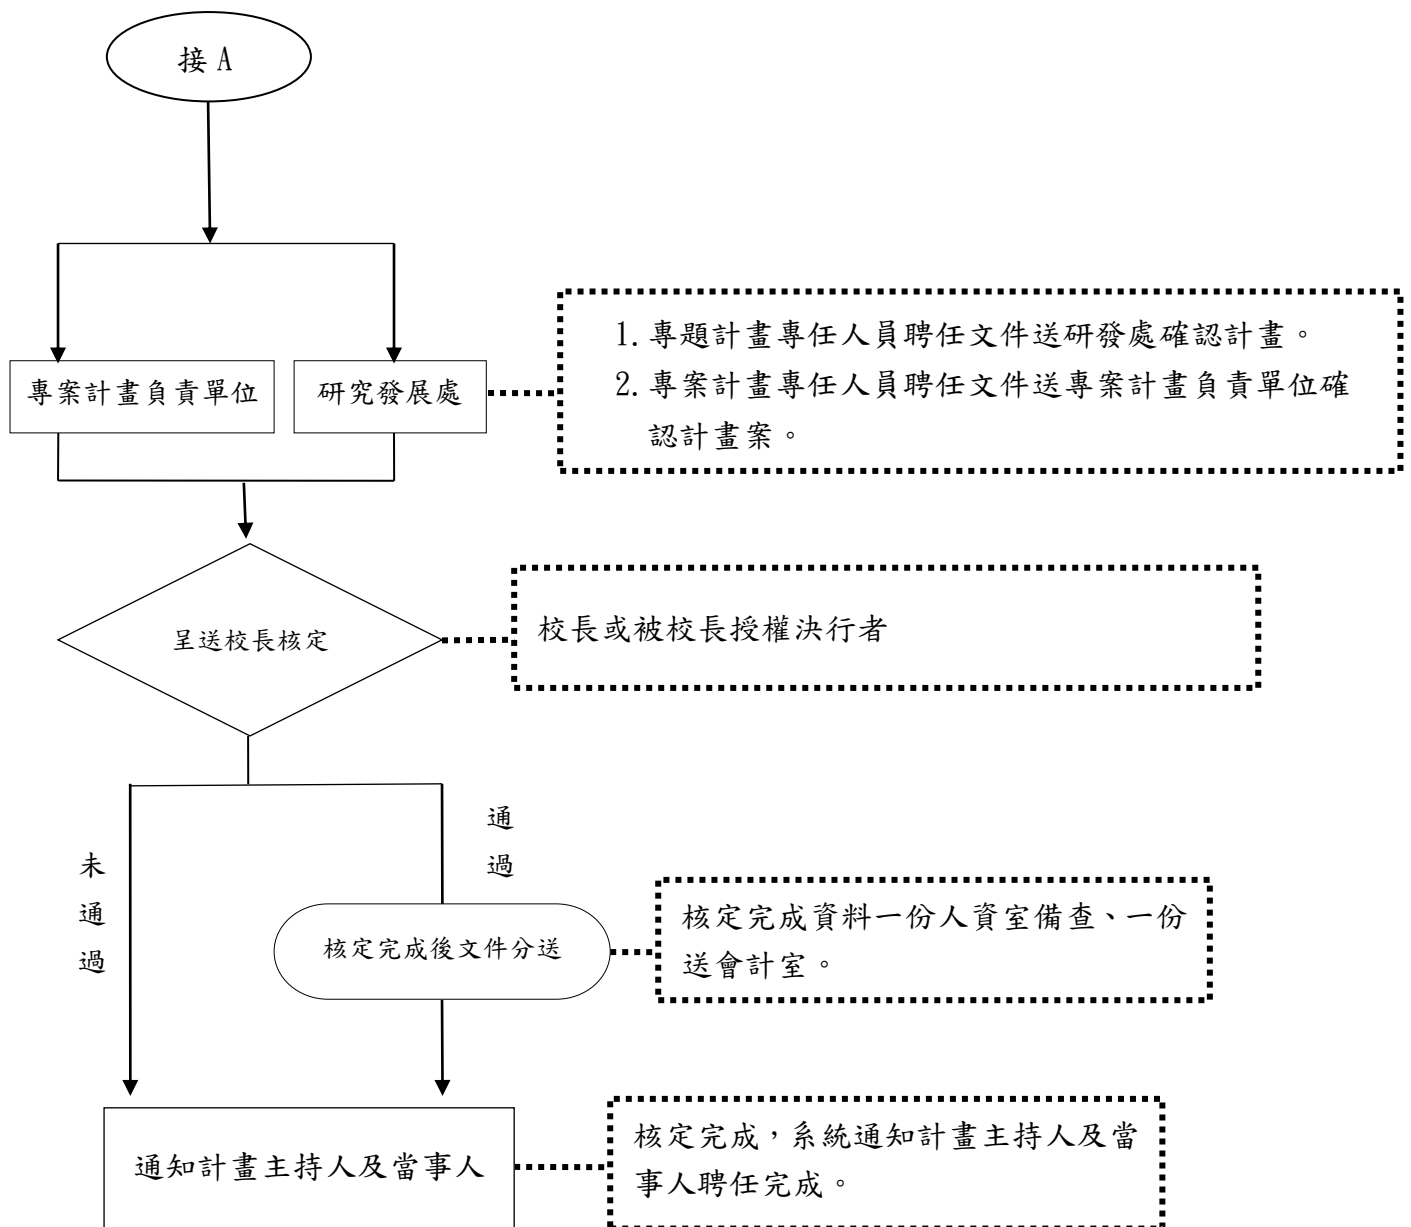 接 A
專案計畫負責單位
研究發展處
1. 專題計畫專任人員聘任文件送研發處確認計畫。
2. 專案計畫專任人員聘任文件送專案計畫負責單位確
認計畫案。
呈送校長核定
校長或被校長授權決行者
未
通
過
通
過
核定完成後文件分送
核定完成資料一份人資室備查、一份
送會計室。
通知計畫主持人及當事人
核定完成,系統通知計畫主持人及當
事人聘任完成。